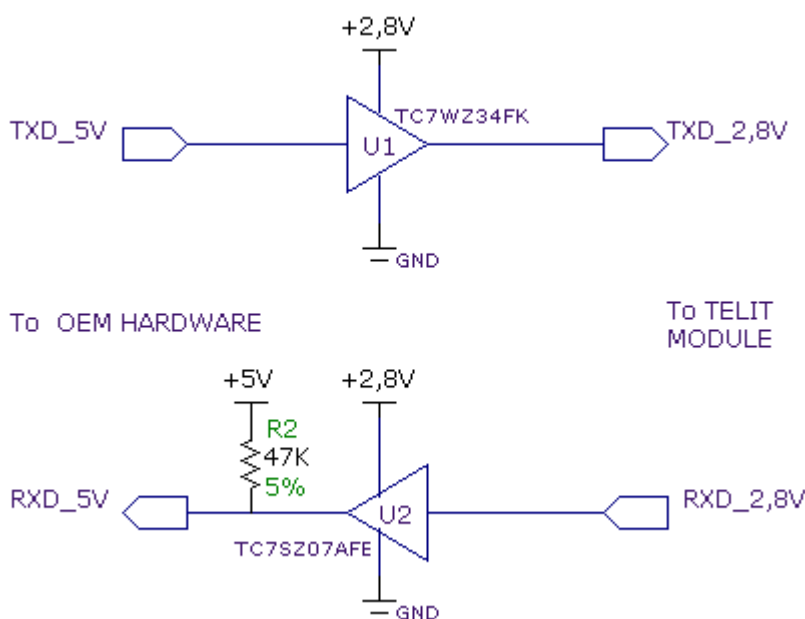 +2,8V
TC7WZ34FK
TXD_5V
U1
TXD_2,8V
GND
To OEM HARDWARE
To TELIT
MODULE
+5V
+2,8V
R2
47K
5%
RXD_5V
U2
RXD_2,8V
TC7SZ07AFE
GND